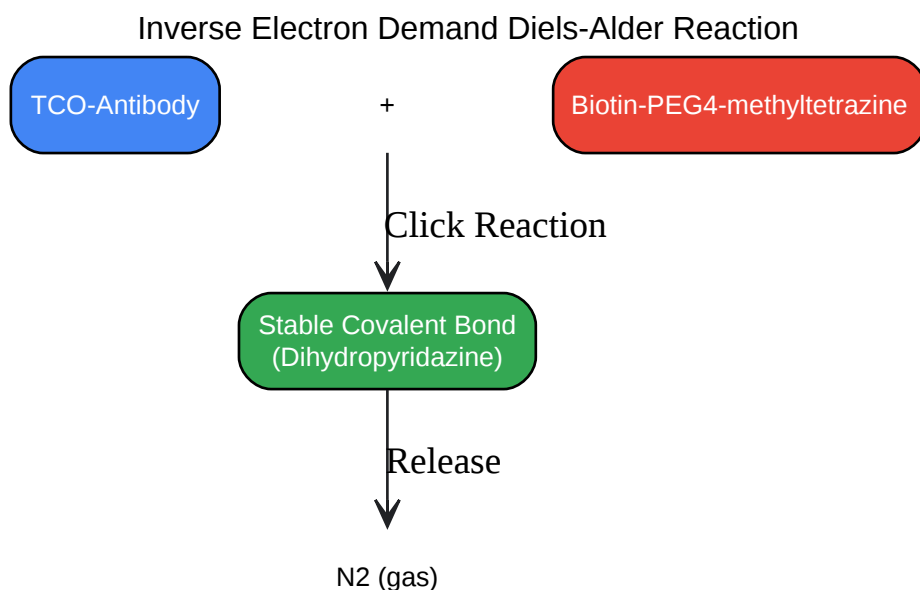 Inverse Electron Demand Diels-Alder Reaction
TCO-Antibody
+
Biotin-PEG4-methyltetrazine
Click Reaction
Stable Covalent Bond
(Dihydropyridazine)
Release
N2 (gas)